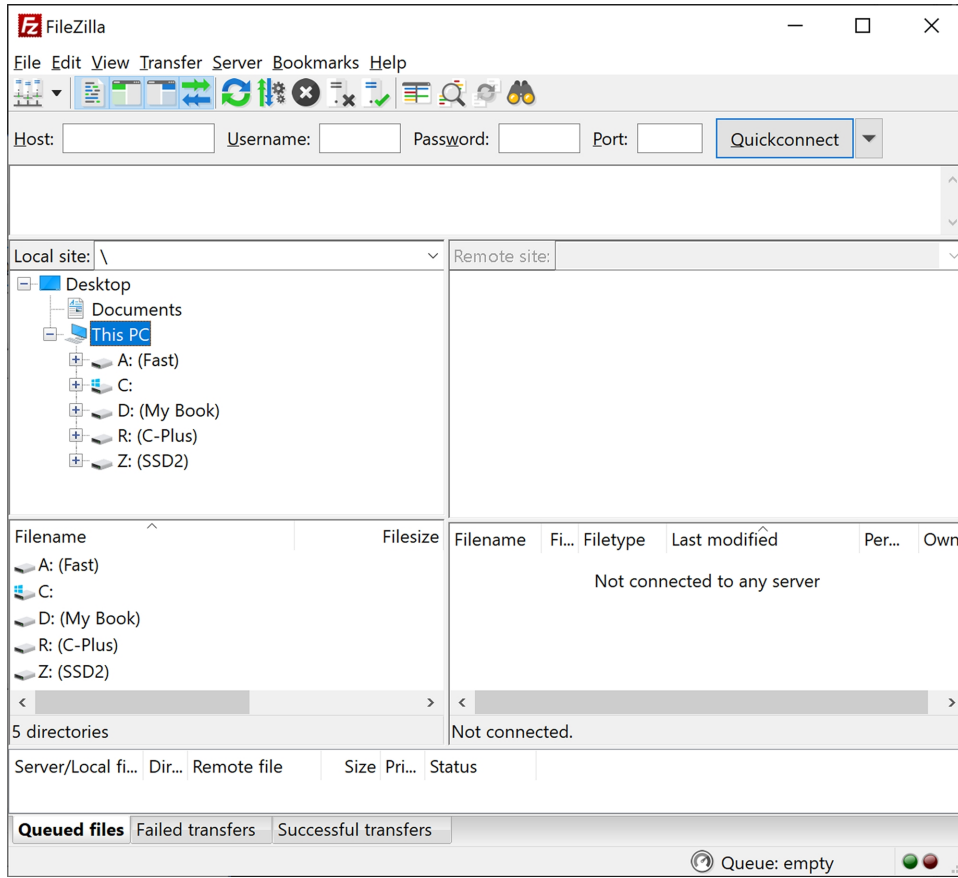 Fz FileZilla
File Edit View Transfer Server Bookmarks Help
Host: Username: Password: Port: Quickconnect
Local site: \
Desktop
Documents
This PC
A: (Fast)
C:
D: (My Book)
R: (C-Plus)
Z: (SSD2)
Remote site:
Filename Filesize
A: (Fast)
C:
D: (My Book)
R: (C-Plus)
Z: (SSD2)
5 directories
Filename Fi... Filetype Last modified Per... Own
Not connected to any server
Not connected.
Server/Local fi... Dir... Remote file Size Pri... Status
Queued files Failed transfers Successful transfers
Queue: empty